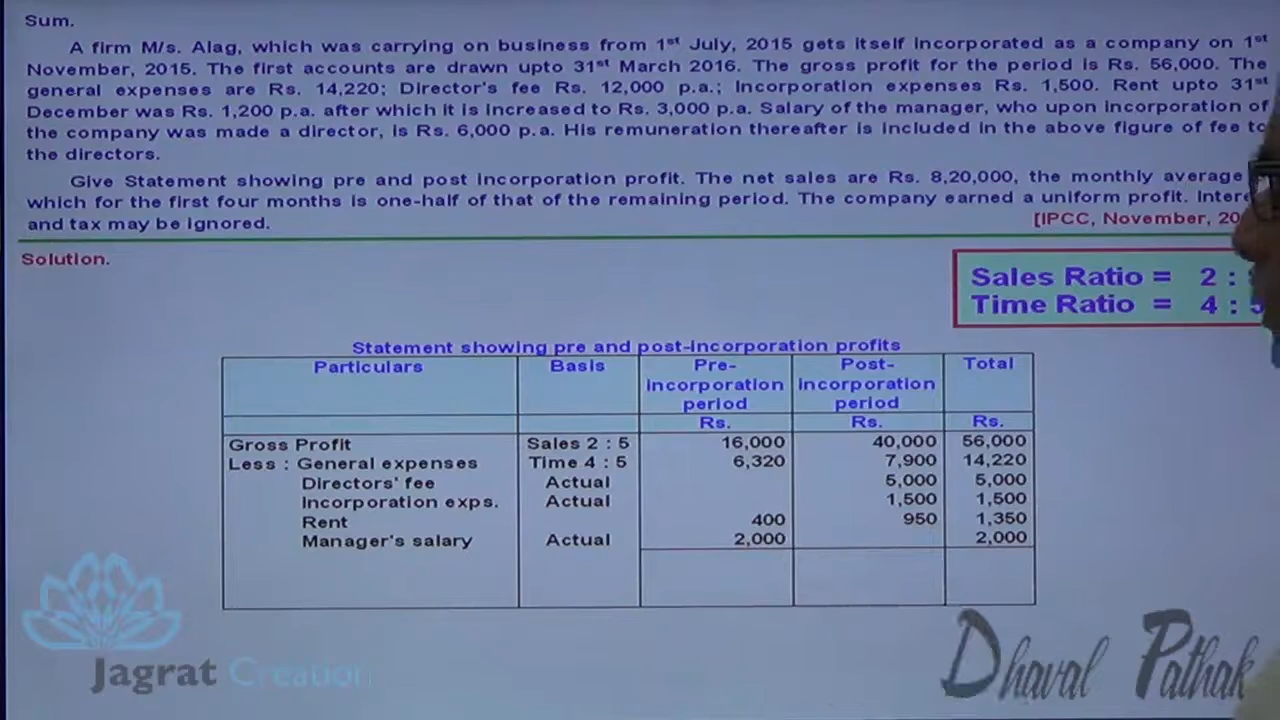 Sum.
A firm M/s. Alag, which was carrying on business from 1st July, 2015 gets itself incorporated as a company on 1st
November, 2015. The first accounts are drawn upto 31st March 2016. The gross profit for the period is Rs. 56,000. The
general expenses are Rs. 14,220; Director's fee Rs. 12,000 p.a.; Incorporation expenses Rs. 1,500. Rent upto 31st
December was Rs. 1,200 p.a. after which it is increased to Rs. 3,000 p.a. Salary of the manager, who upon incorporation of
the company was made a director, is Rs. 6,000 p.a. His remuneration thereafter is included in the above figure of fee to
the directors.
Give Statement showing pre and post incorporation profit. The net sales are Rs. 8,20,000, the monthly average
which for the first four months is one-half of that of the remaining period. The company earned a uniform profit.
and tax may be ignored. [IPCC, November,
Solution.
Sales Ratio = 2 :
Time Ratio = 4 :
Statement showing pre and post-incorporation profits
Particulars Basis Pre-incorporation period Post-incorporation period Total
Rs. Rs. Rs.
Gross Profit Sales 2 : 5 16,000 40,000 56,000
Less : General expenses Time 4 : 5 6,320 7,900 14,220
Directors' fee Actual 5,000 5,000
Incorporation exps. Actual 1,500 1,500
Rent 400 950 1,350
Manager's salary Actual 2,000 2,000
Jagrat Creation
Dhaval Pathak